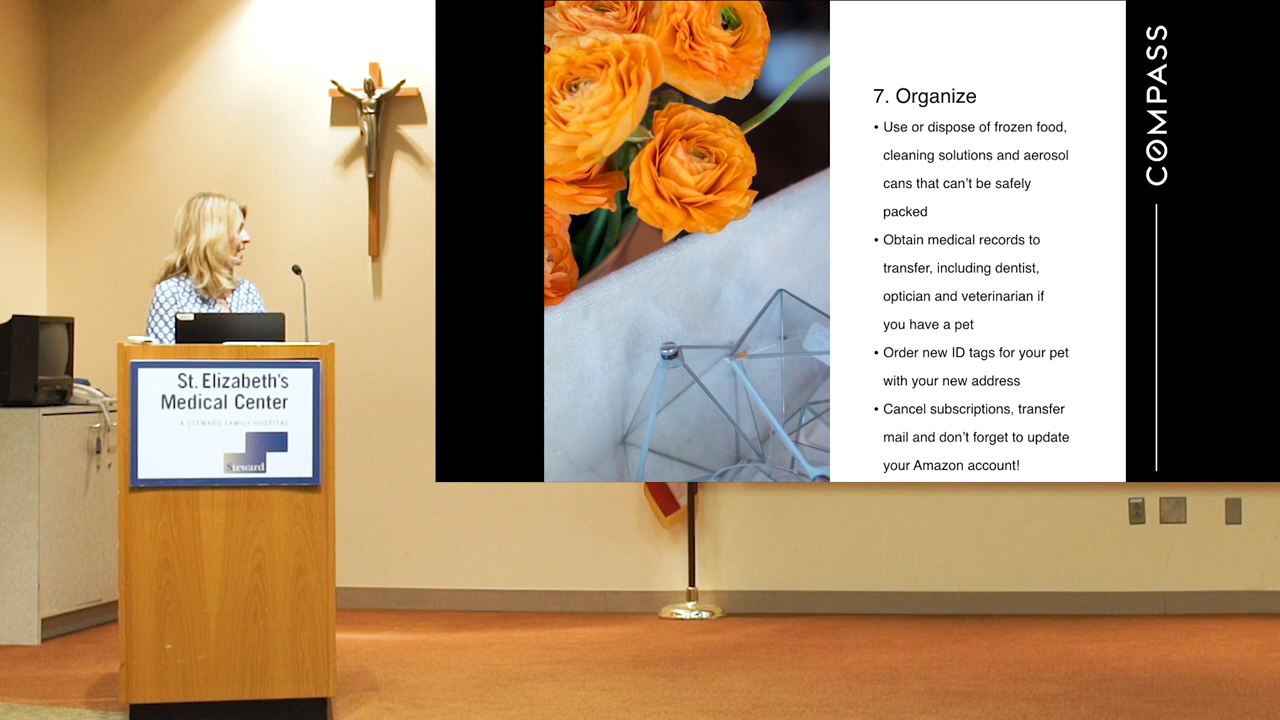 7. Organize
• Use or dispose of frozen food,
cleaning solutions and aerosol
cans that can’t be safely
packed
• Obtain medical records to
transfer, including dentist,
optician and veterinarian if
you have a pet
• Order new ID tags for your pet
with your new address
• Cancel subscriptions, transfer
mail and don’t forget to update
your Amazon account!
COMPASS
St. Elizabeth's
Medical Center
A STEWARD FAMILY HOSPITAL
Steward